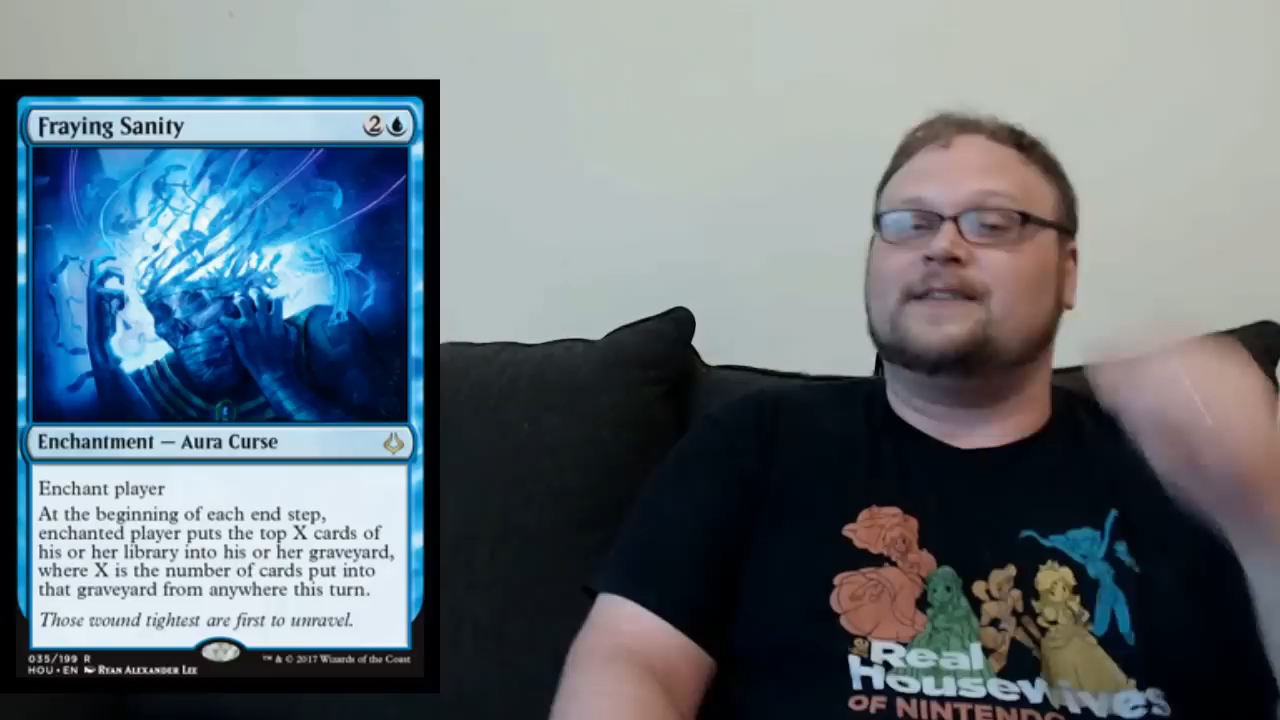 Fraying Sanity 2
Enchantment — Aura Curse
Enchant player
At the beginning of each end step,
enchanted player puts the top X cards of
his or her library into his or her graveyard,
where X is the number of cards put into
that graveyard from anywhere this turn.
Those wound tightest are first to unravel.
035/199 R
HOU • EN RYAN ALEXANDER LEE
™ & © 2017 Wizards of the Coast
Real
Housewives
OF NINTENDO